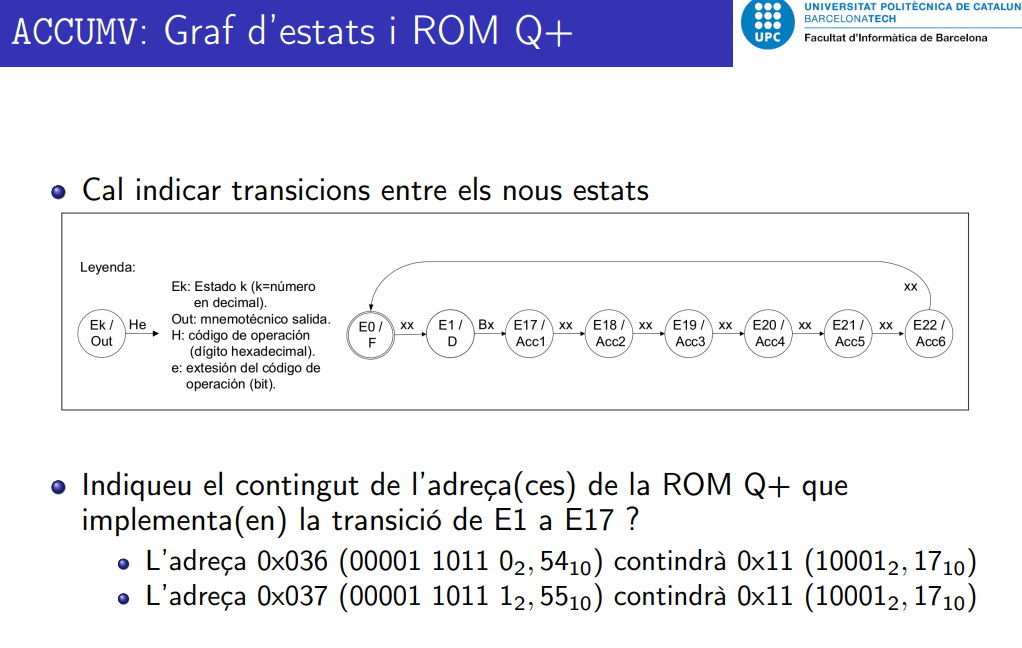 ACCUMV: Graf d'estats i ROM Q+
UNIVERSITAT POLITÈCNICA DE CATALUN
BARCELONATECH
UPC
Facultat d'Informàtica de Barcelona
Cal indicar transicions entre els nous estats
Leyenda:
Ek / Out
He
Ek: Estado k (k=número
en decimal).
Out: mnemotécnico salida.
H: código de operación
(dígito hexadecimal).
e: extesión del código de
operación (bit).
xx
E0 / F
xx
E1 / D
Bx
E17 / Acc1
xx
E18 / Acc2
xx
E19 / Acc3
xx
E20 / Acc4
xx
E21 / Acc5
xx
E22 / Acc6
Indiqueu el contingut de l'adreça(ces) de la ROM Q+ que
implementa(en) la transició de E1 a E17 ?
L'adreça 0x036 (00001 1011 0₂, 54₁₀) contindrà 0x11 (10001₂, 17₁₀)
L'adreça 0x037 (00001 1011 1₂, 55₁₀) contindrà 0x11 (10001₂, 17₁₀)